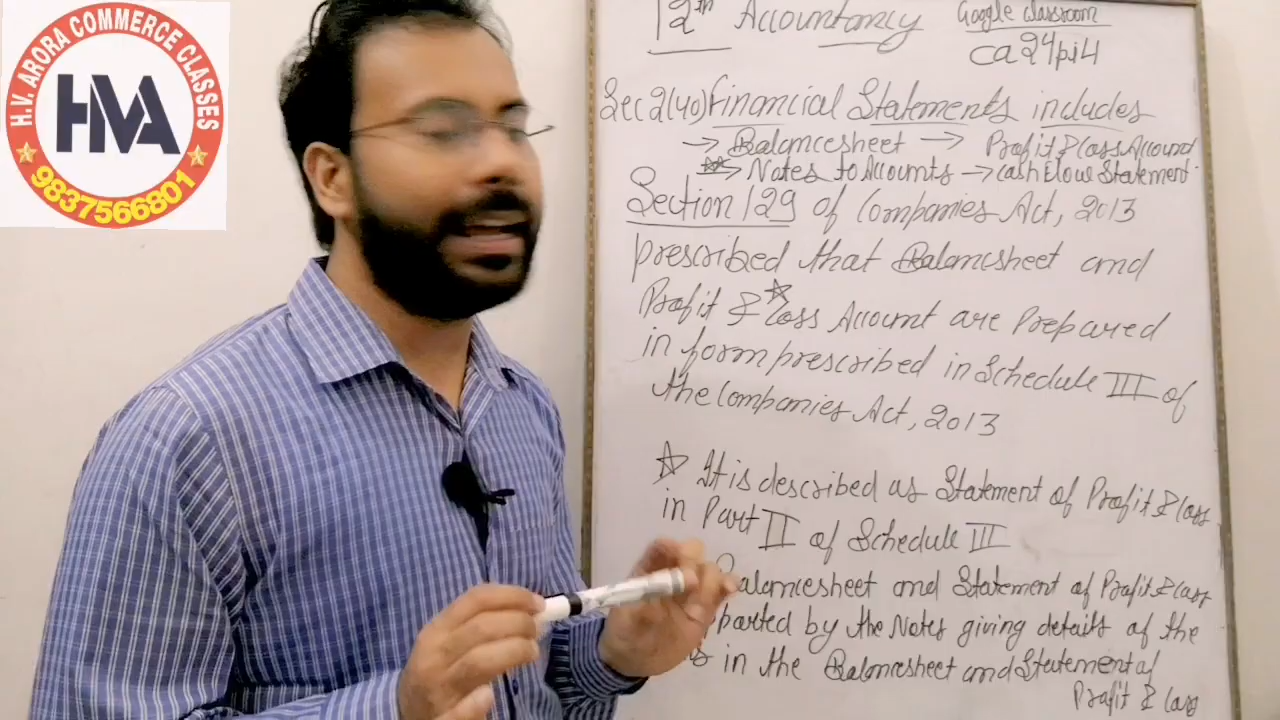 H.V. ARORA COMMERCE CLASSES
HVA
9837566801
12th Accountancy
Google classroom
ca24pi4
Sec 2(40) Financial Statements includes
→ Balancesheet → Profit & Loss Account
→ Notes to Accounts → Cash Flow Statement
Section 129 of Companies Act, 2013
prescribed that Balancesheet and
Profit & Loss Account are Prepared
in form prescribed in Schedule III of
the Companies Act, 2013
It is described as Statement of Profit & Loss
in Part II of Schedule III
Balancesheet and Statement of Profit & Loss
by the Notes giving details of the
in the Balancesheet and Statement of
Profit & Loss